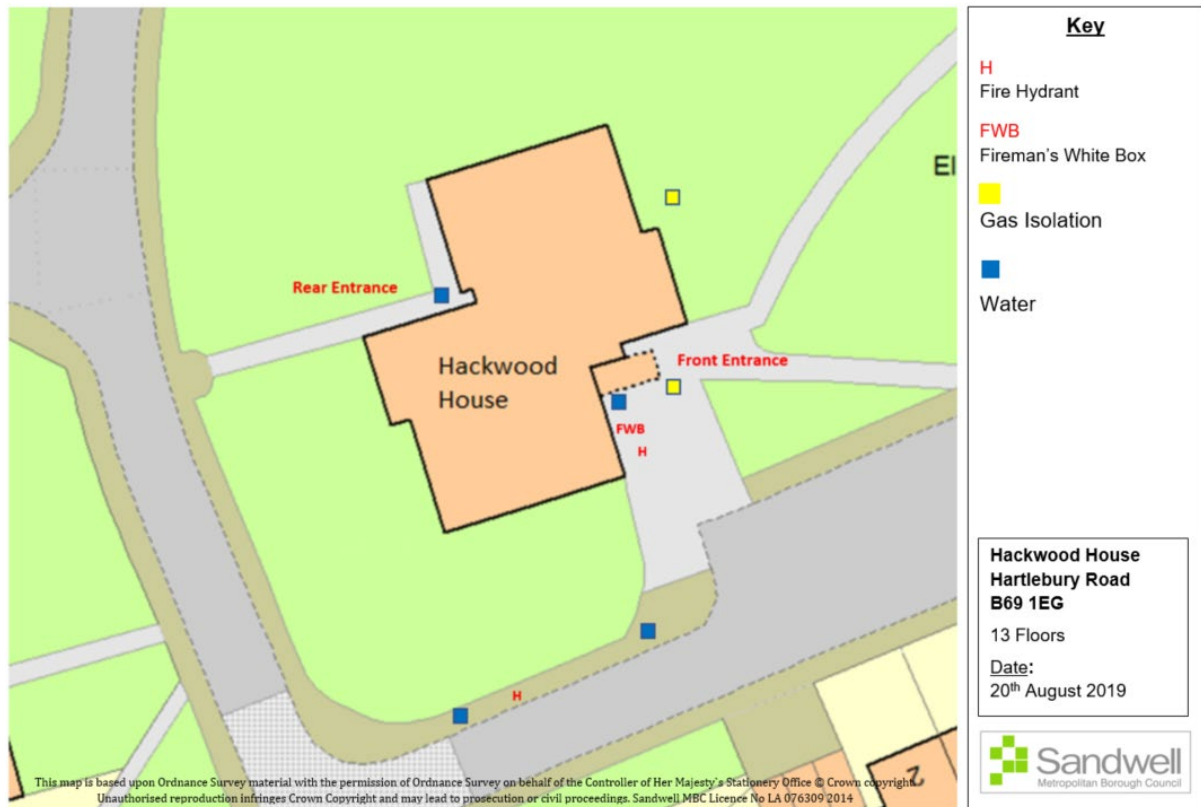 El
Rear Entrance
Hackwood
House
Front Entrance
FWB
H
H
2
This map is based upon Ordnance Survey material with the permission of Ordnance Survey on behalf of the Controller of Her Majesty's Stationery Office © Crown copyright.
Unauthorised reproduction infringes Crown Copyright and may lead to prosecution or civil proceedings. Sandwell MBC Licence No LA 076309 2014
Key
H
Fire Hydrant
FWB
Fireman's White Box
Gas Isolation
Water
Hackwood House
Hartlebury Road
B69 1EG
13 Floors
Date:
20th August 2019
Sandwell
Metropolitan Borough Council